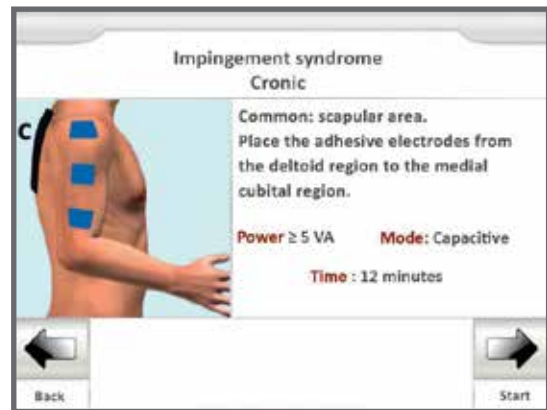 Impingement syndrome
Cronic
C
Common: scapular area.
Place the adhesive electrodes from
the deltoid region to the medial
cubital region.
Power ≥ 5 VA Mode: Capacitive
Time : 12 minutes
Back Start